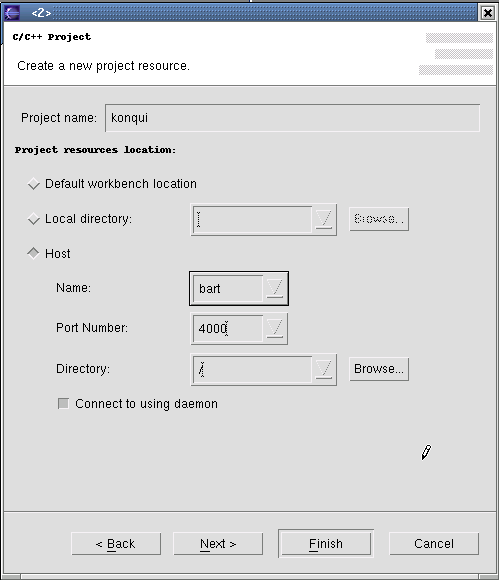 <2>
C/C++ Project
Create a new project resource.
Project name: konqui
Project resources location:
Default workbench location
Local directory: Browse...
Host
Name: bart
Port Number: 4000
Directory: / Browse...
Connect to using daemon
< Back Next > Finish Cancel